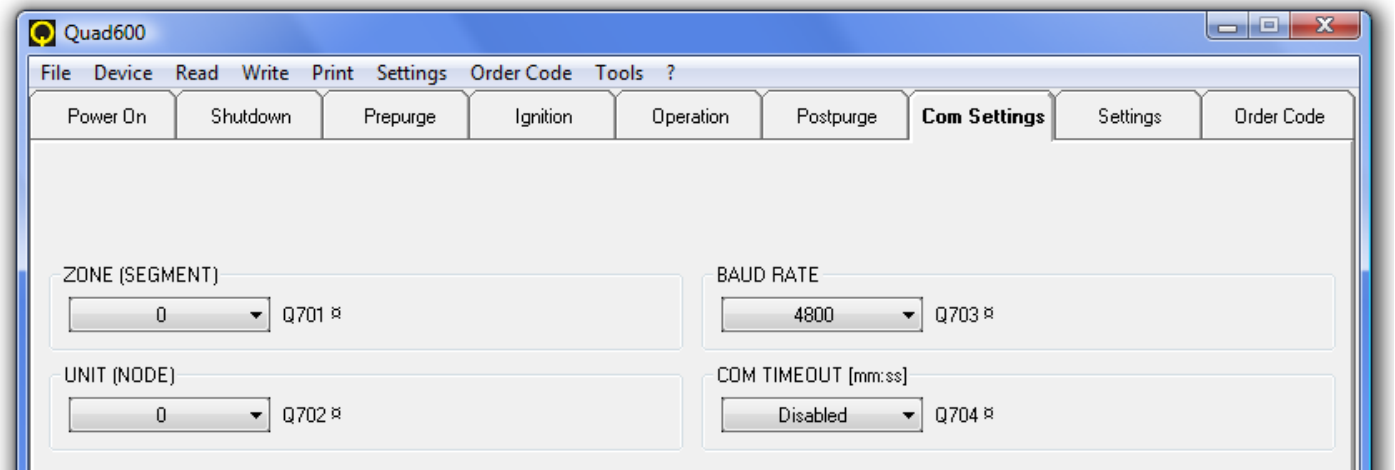 Quad600
File Device Read Write Print Settings Order Code Tools ?
Power On Shutdown Prepurge Ignition Operation Postpurge Com Settings Settings Order Code
ZONE (SEGMENT)
0 Q701 ¤
BAUD RATE
4800 Q703 ¤
UNIT (NODE)
0 Q702 ¤
COM TIMEOUT [mm:ss]
Disabled Q704 ¤